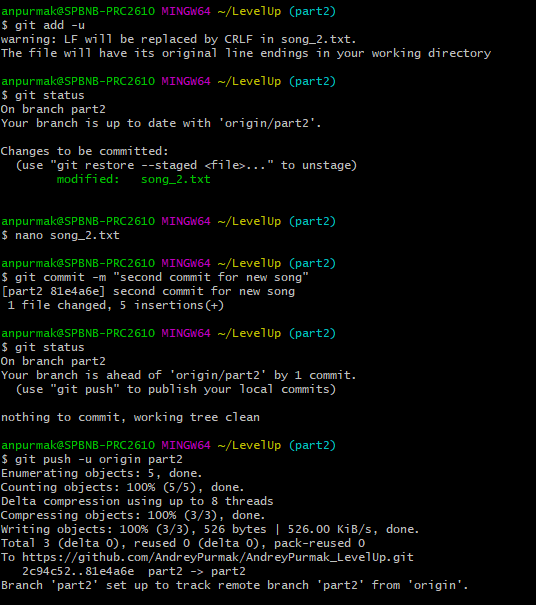 anpurmak@SPBNB-PRC2610 MINGW64 ~/LevelUp (part2)
$ git add -u
warning: LF will be replaced by CRLF in song_2.txt.
The file will have its original line endings in your working directory

anpurmak@SPBNB-PRC2610 MINGW64 ~/LevelUp (part2)
$ git status
On branch part2
Your branch is up to date with 'origin/part2'.

Changes to be committed:
  (use "git restore --staged <file>..." to unstage)
        modified:   song_2.txt


anpurmak@SPBNB-PRC2610 MINGW64 ~/LevelUp (part2)
$ nano song_2.txt

anpurmak@SPBNB-PRC2610 MINGW64 ~/LevelUp (part2)
$ git commit -m "second commit for new song"
[part2 81e4a6e] second commit for new song
 1 file changed, 5 insertions(+)

anpurmak@SPBNB-PRC2610 MINGW64 ~/LevelUp (part2)
$ git status
On branch part2
Your branch is ahead of 'origin/part2' by 1 commit.
  (use "git push" to publish your local commits)

nothing to commit, working tree clean

anpurmak@SPBNB-PRC2610 MINGW64 ~/LevelUp (part2)
$ git push -u origin part2
Enumerating objects: 5, done.
Counting objects: 100% (5/5), done.
Delta compression using up to 8 threads
Compressing objects: 100% (3/3), done.
Writing objects: 100% (3/3), 526 bytes | 526.00 KiB/s, done.
Total 3 (delta 0), reused 0 (delta 0), pack-reused 0
To https://github.com/AndreyPurmak/AndreyPurmak_LevelUp.git
   2c94c52..81e4a6e  part2 -> part2
Branch 'part2' set up to track remote branch 'part2' from 'origin'.